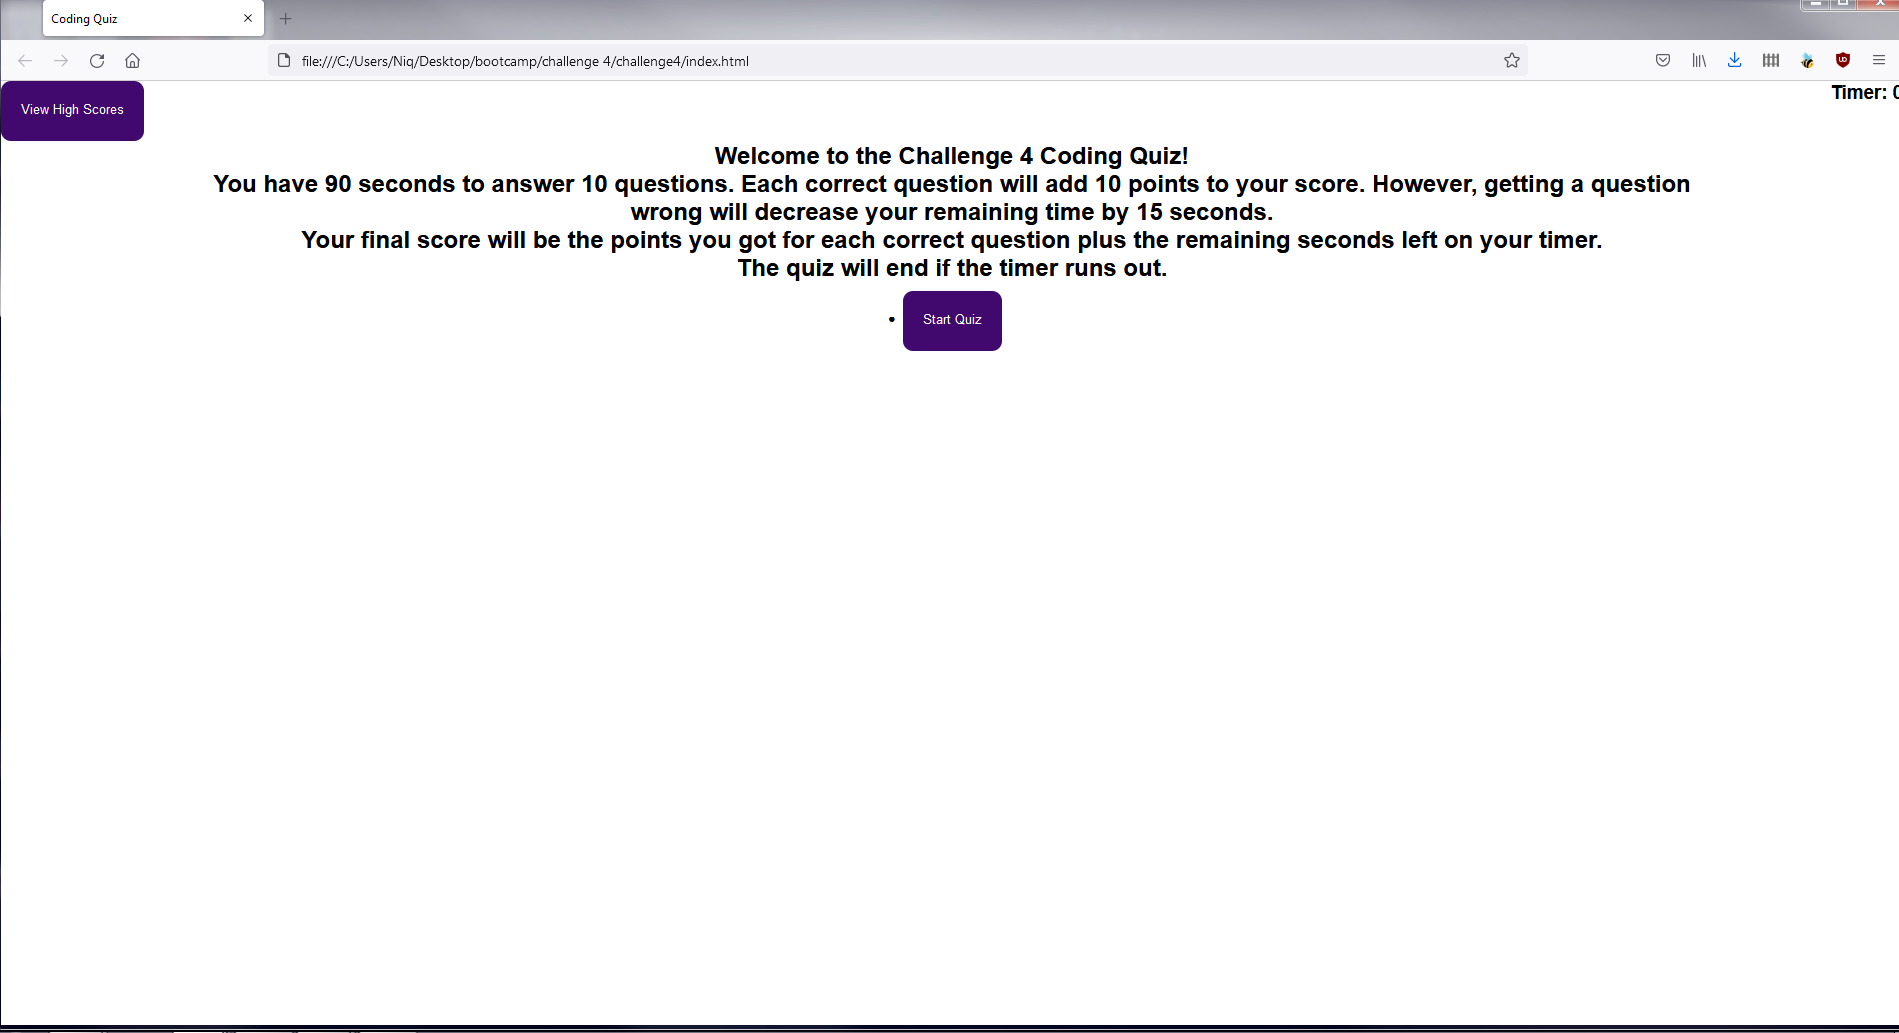 Coding Quiz
file:///C:/Users/Niq/Desktop/bootcamp/challenge 4/challenge4/index.html
View High Scores
Timer: 0
Welcome to the Challenge 4 Coding Quiz!
You have 90 seconds to answer 10 questions. Each correct question will add 10 points to your score. However, getting a question
wrong will decrease your remaining time by 15 seconds.
Your final score will be the points you got for each correct question plus the remaining seconds left on your timer.
The quiz will end if the timer runs out.
• Start Quiz